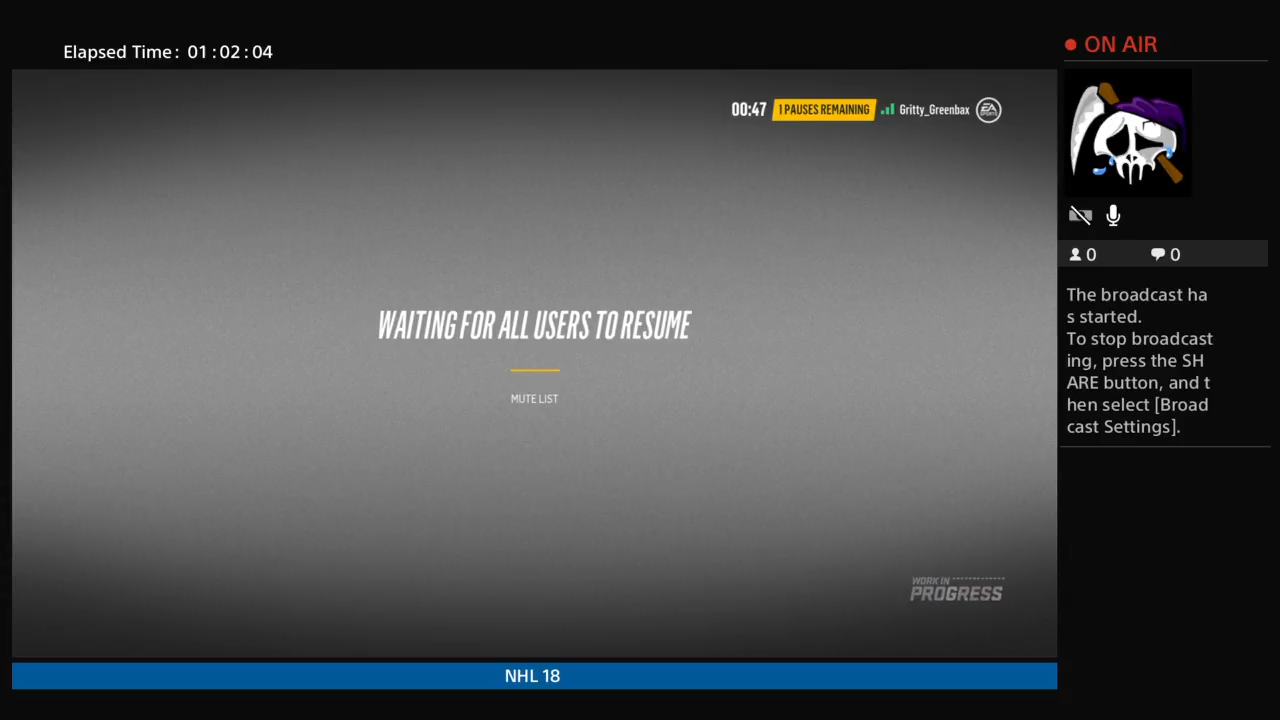 Elapsed Time: 01:02:04
ON AIR
00:47 1 PAUSES REMAINING Gritty_Greenbax EA SPORTS
0 0
WAITING FOR ALL USERS TO RESUME
MUTE LIST
The broadcast ha
s started.
To stop broadcast
ing, press the SH
ARE button, and t
hen select [Broad
cast Settings].
WORK IN
PROGRESS
NHL 18